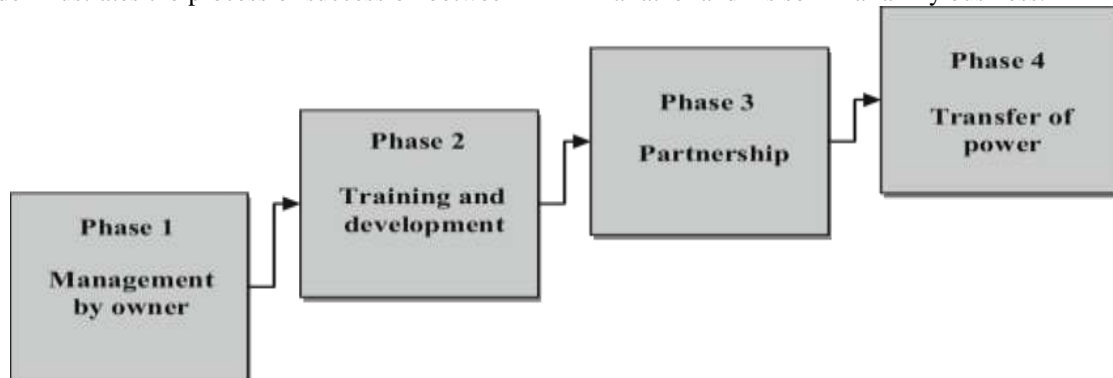 Phase 1
Management
by owner
Phase 2
Training and
development
Phase 3
Partnership
Phase 4
Transfer of
power